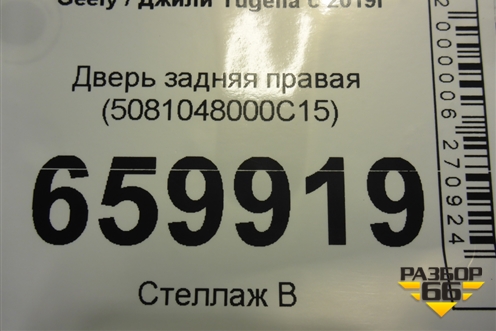 Geely / Джили Tugella с 2019г
Дверь задняя правая
(5081048000C15)
659919
Стеллаж В
2000006270924
РАЗБОР
66